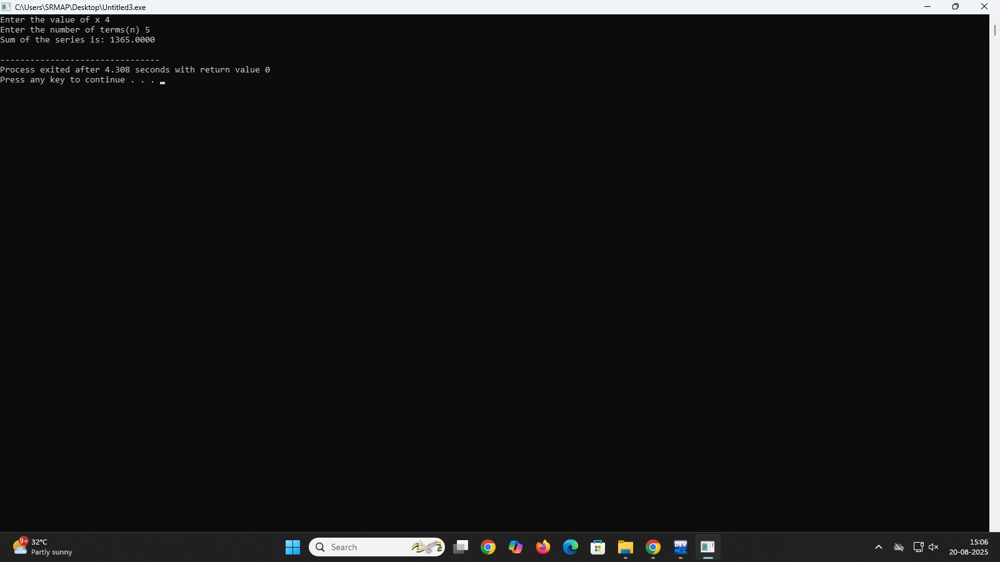 C:\Users\SRMAP\Desktop\Untitled3.exe
Enter the value of x 4
Enter the number of terms(n) 5
Sum of the series is: 1365.0000
--------------------------------
Process exited after 4.308 seconds with return value 0
Press any key to continue . . .
9+
32°C
Partly sunny
Search
DEV
C++
15:06
20-08-2025